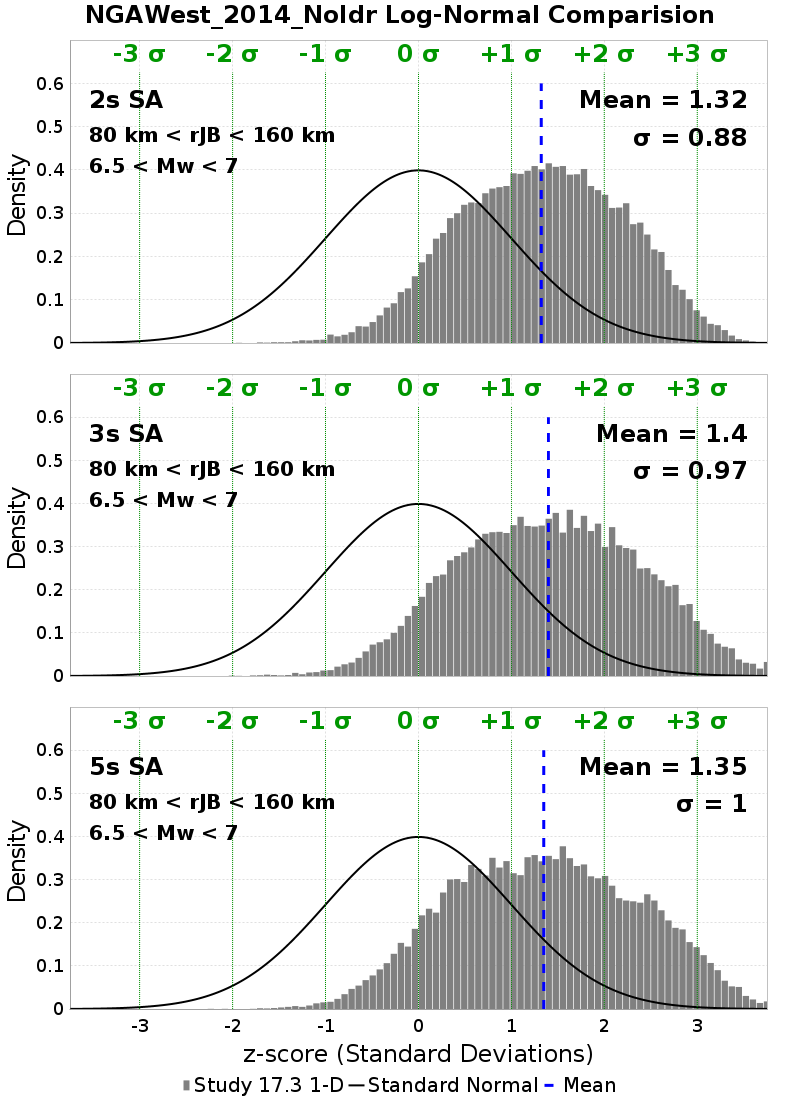 NGAWest_2014_NoIdr Log-Normal Comparision
-3 σ -2 σ -1 σ 0 σ +1 σ +2 σ +3 σ
0.6
2s SA Mean = 1.32
0.5
80 km < rJB < 160 km σ = 0.88
6.5 < Mw < 7
0.4
0.3
0.2
0.1
0
Density
-3 σ -2 σ -1 σ 0 σ +1 σ +2 σ +3 σ
0.6
3s SA Mean = 1.4
0.5
80 km < rJB < 160 km σ = 0.97
6.5 < Mw < 7
0.4
0.3
0.2
0.1
0
Density
-3 σ -2 σ -1 σ 0 σ +1 σ +2 σ +3 σ
0.6
5s SA Mean = 1.35
0.5
80 km < rJB < 160 km σ = 1
6.5 < Mw < 7
0.4
0.3
0.2
0.1
0
Density
-3 -2 -1 0 1 2 3
z-score (Standard Deviations)
Study 17.3 1-D Standard Normal Mean